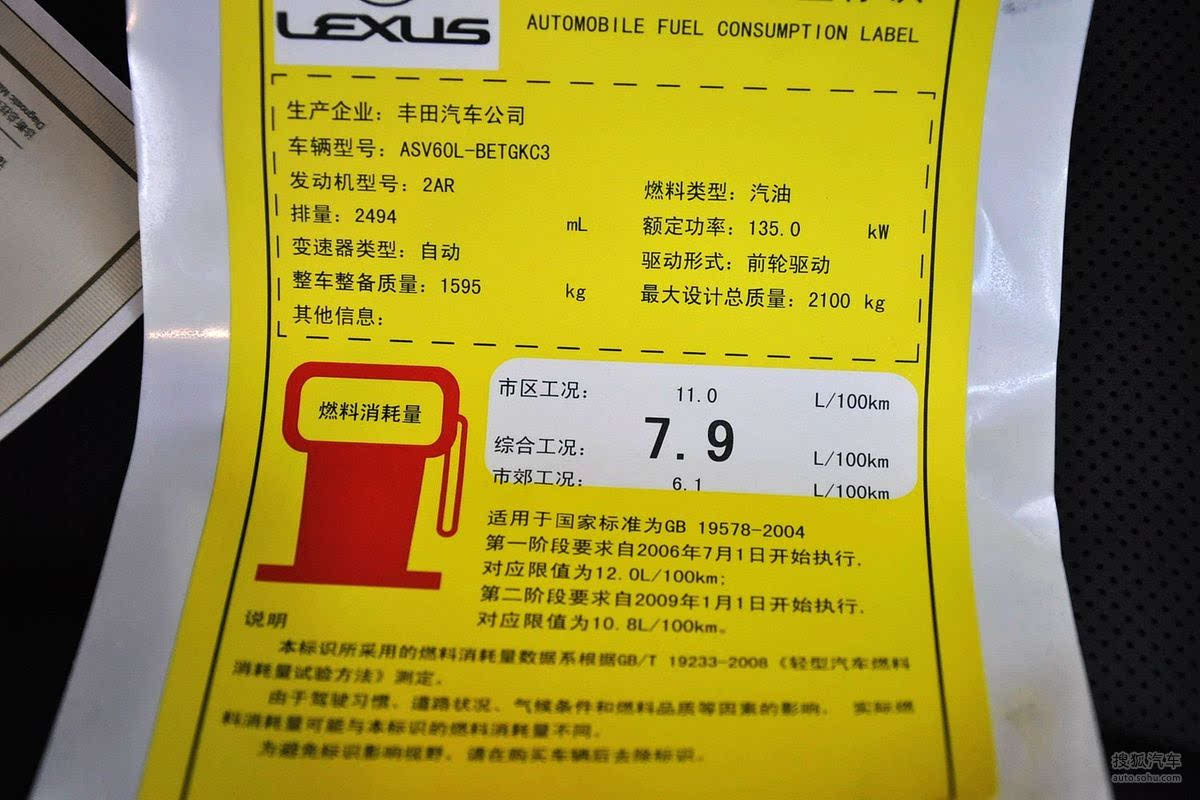 LEXUS
AUTOMOBILE FUEL CONSUMPTION LABEL
生产企业: 丰田汽车公司
车辆型号: ASV60L-BETGKC3
发动机型号: 2AR
燃料类型: 汽油
排量: 2494 mL
额定功率: 135.0 kW
变速器类型: 自动
驱动形式: 前轮驱动
整车整备质量: 1595 kg
最大设计总质量: 2100 kg
其他信息:
燃料消耗量
市区工况: 11.0 L/100km
综合工况: 7.9 L/100km
市郊工况: 6.1 L/100km
适用于国家标准为GB 19578-2004
第一阶段要求自2006年7月1日开始执行.
对应限值为12.0L/100km;
第二阶段要求自2009年1月1日开始执行.
对应限值为10.8L/100km。
说明
本标识所采用的燃料消耗量数据系根据GB/T 19233-2008《轻型汽车燃料
消耗量试验方法》测定。
由于驾驶习惯、道路状况、气候条件和燃料品质等因素的影响, 实际燃
料消耗量可能与本标识的燃料消耗量不同。
为避免标识影响视野, 请在购买车辆后去除标识。
搜狐汽车
auto.sohu.com